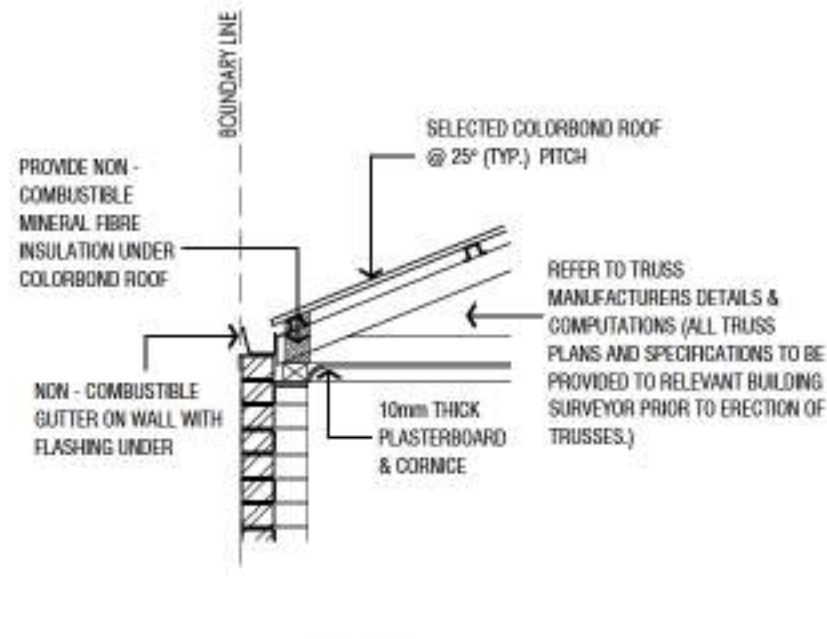 BOUNDARY LINE
SELECTED COLORBOND ROOF
@ 25° (TYP.) PITCH
PROVIDE NON -
COMBUSTIBLE
MINERAL FIBRE
INSULATION UNDER
COLORBOND ROOF
REFER TO TRUSS
MANUFACTURERS DETAILS &
COMPUTATIONS (ALL TRUSS
PLANS AND SPECIFICATIONS TO BE
PROVIDED TO RELEVANT BUILDING
SURVEYOR PRIOR TO ERECTION OF
TRUSSES.)
NON - COMBUSTIBLE
GUTTER ON WALL WITH
FLASHING UNDER
10mm THICK
PLASTERBOARD
& CORNICE